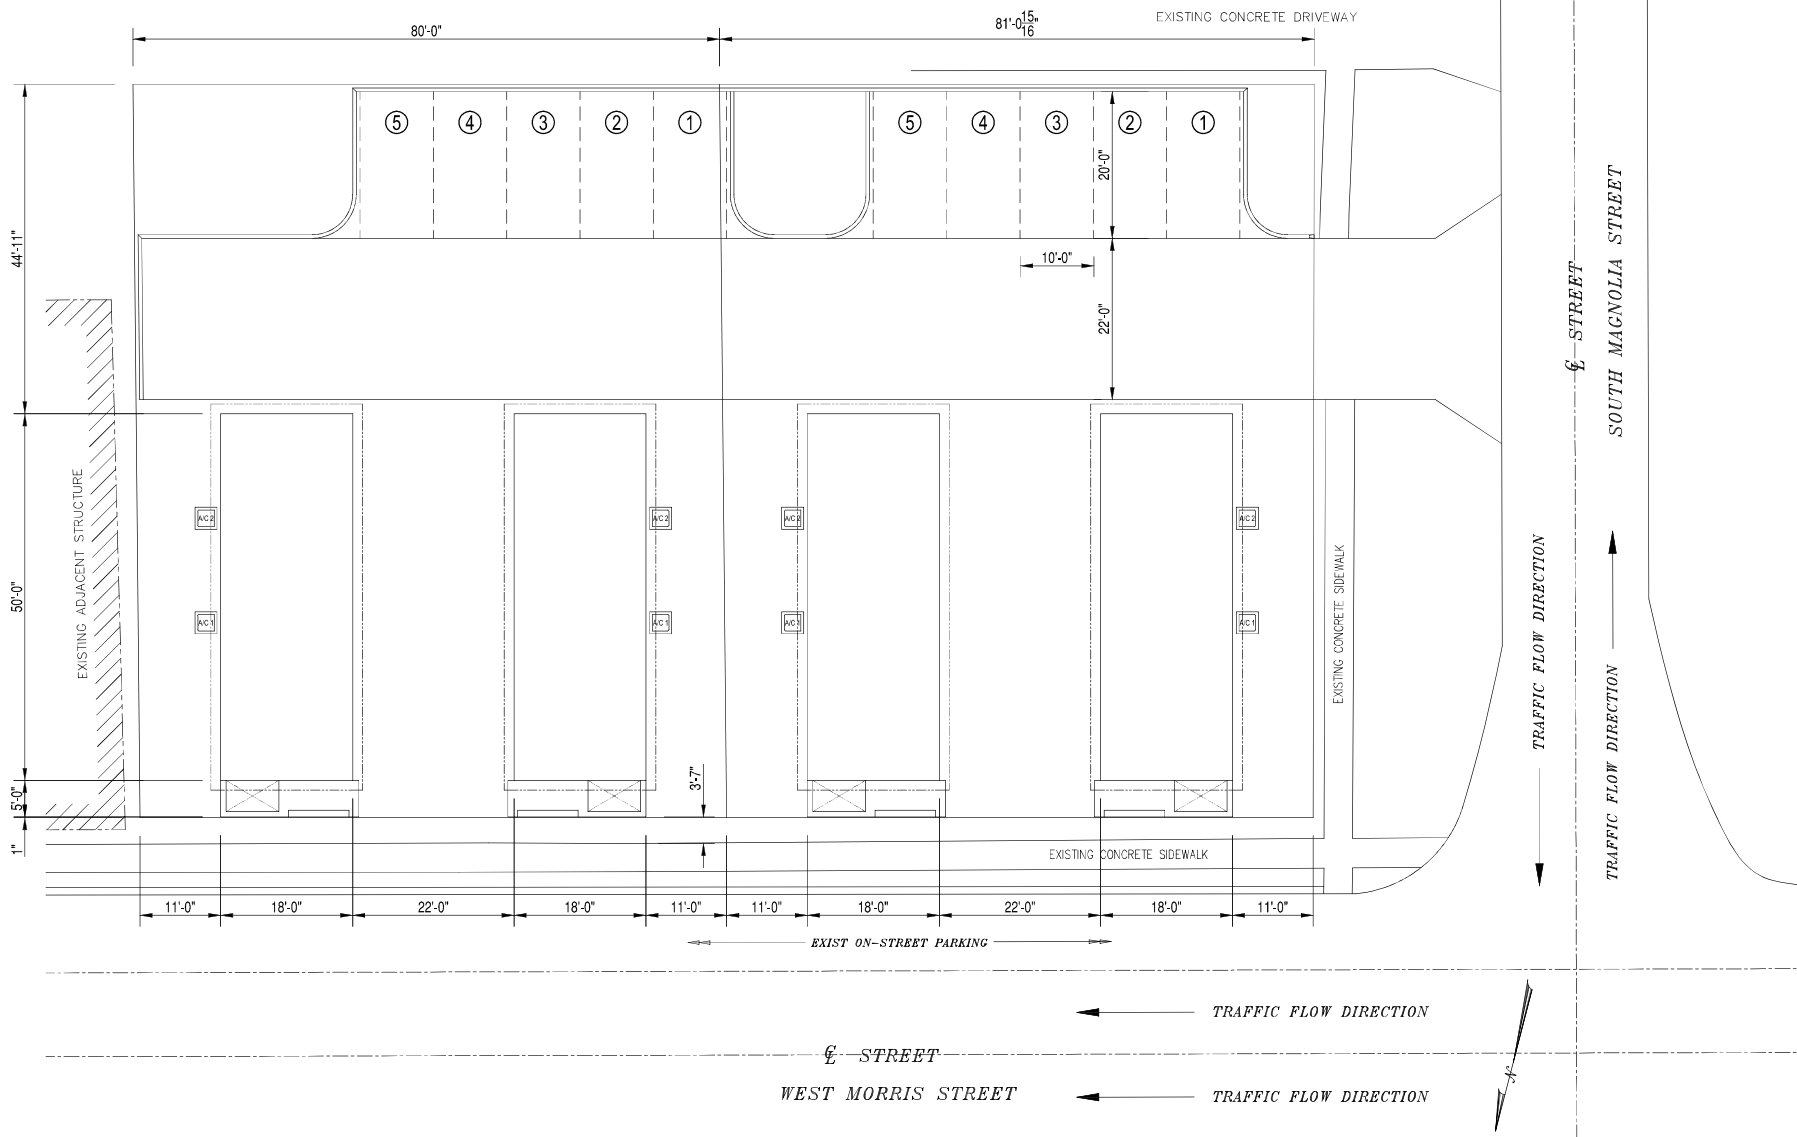 EXISTING CONCRETE DRIVEWAY
80'-0"
81'-0 15/16"
5 4 3 2 1
5 4 3 2 1
20'-0"
10'-0"
22'-0"
44'-11"
50'-0"
5'-0"
1"
EXISTING ADJACENT STRUCTURE
A/C 2
A/C 2
A/C 2
A/C 2
A/C 1
A/C 1
A/C 1
A/C 1
3'-7"
EXISTING CONCRETE SIDEWALK
EXISTING CONCRETE SIDEWALK
11'-0" 18'-0" 22'-0" 18'-0" 11'-0" 11'-0" 18'-0" 22'-0" 18'-0" 11'-0"
EXIST ON-STREET PARKING
℄ STREET
SOUTH MAGNOLIA STREET
TRAFFIC FLOW DIRECTION
TRAFFIC FLOW DIRECTION
TRAFFIC FLOW DIRECTION
℄ STREET
WEST MORRIS STREET
TRAFFIC FLOW DIRECTION
N